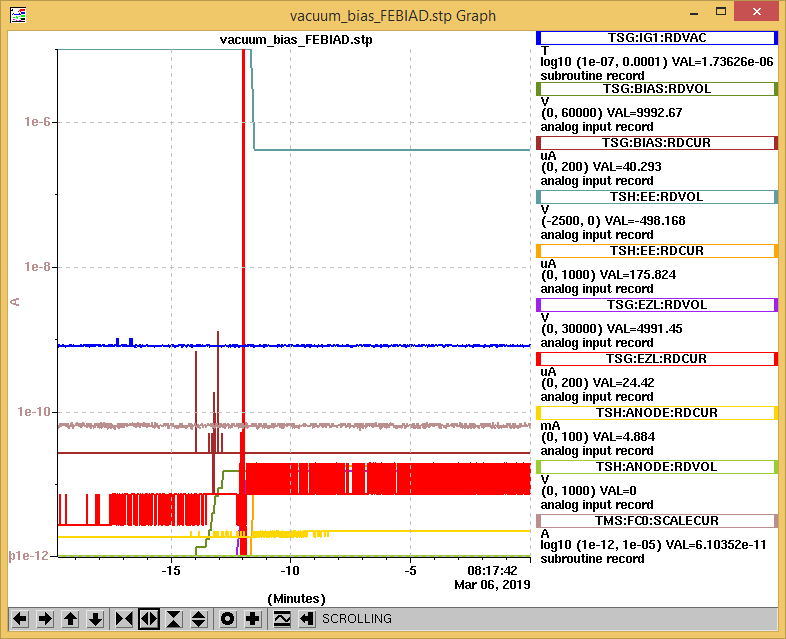 vacuum_bias_FEBIAD.stp Graph
vacuum_bias_FEBIAD.stp
1e-6
1e-8
A
1e-10
1e-12
-15
-10
-5
08:17:42
Mar 06, 2019
(Minutes)
TSG:IG1:RDVAC
T
log10 (1e-07, 0.0001) VAL=1.73626e-06
subroutine record
TSG:BIAS:RDVOL
V
(0, 60000) VAL=9992.67
analog input record
TSG:BIAS:RDCUR
uA
(0, 200) VAL=40.293
analog input record
TSH:EE:RDVOL
V
(-2500, 0) VAL=-498.168
analog input record
TSH:EE:RDCUR
uA
(0, 1000) VAL=175.824
analog input record
TSG:EZL:RDVOL
V
(0, 30000) VAL=4991.45
analog input record
TSG:EZL:RDCUR
uA
(0, 200) VAL=24.42
analog input record
TSH:ANODE:RDCUR
mA
(0, 100) VAL=4.884
analog input record
TSH:ANODE:RDVOL
V
(0, 1000) VAL=0
analog input record
TMS:FC0:SCALECUR
A
log10 (1e-12, 1e-05) VAL=6.10352e-11
subroutine record
SCROLLING